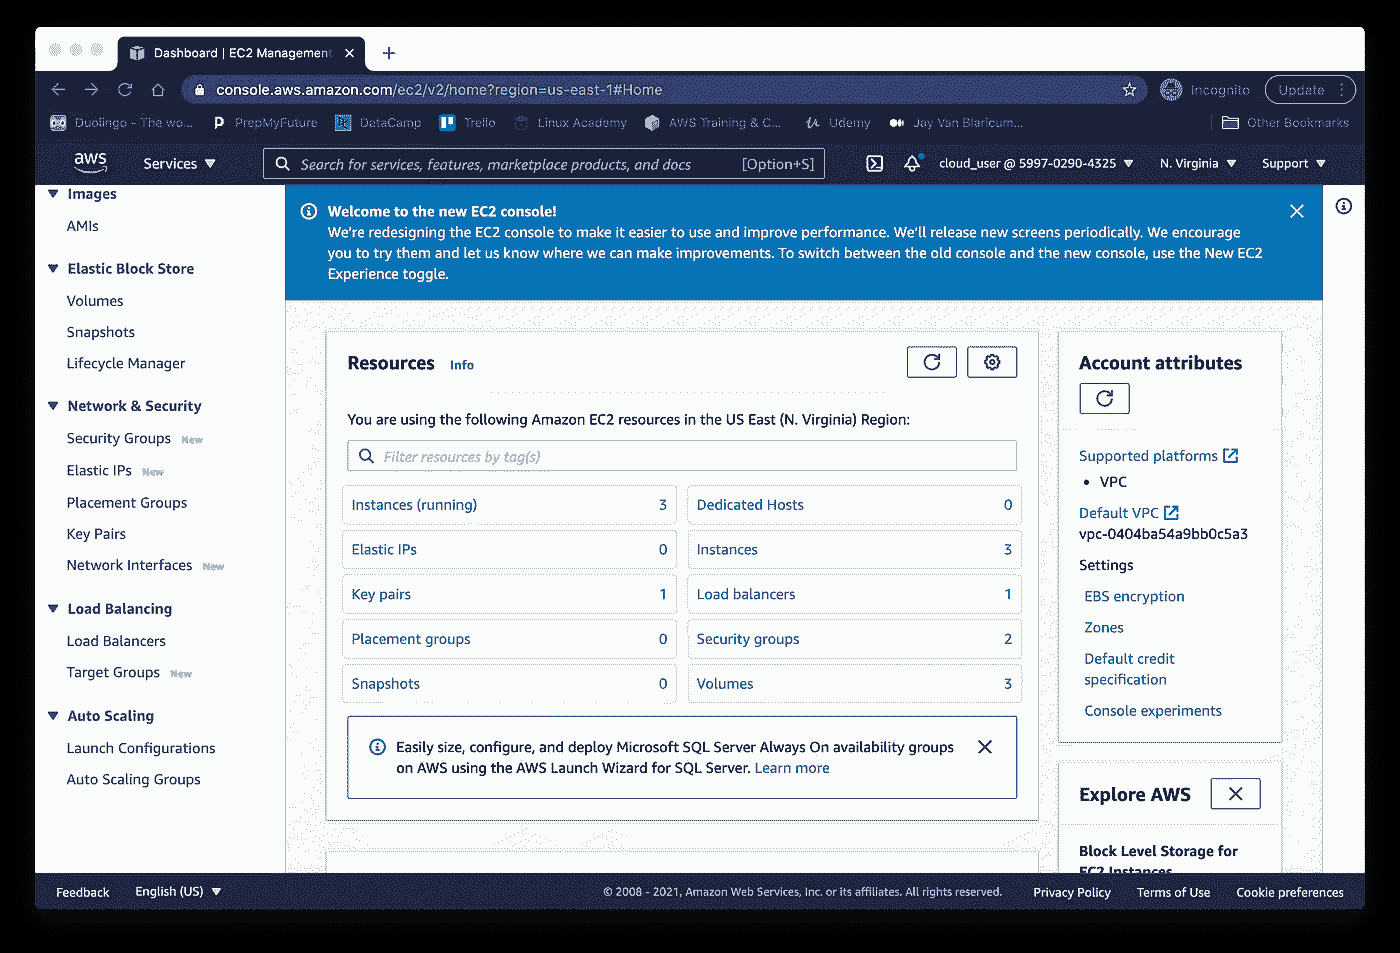 Dashboard | EC2 Management
console.aws.amazon.com/ec2/v2/home?region=us-east-1#Home
Incognito
Update
Duolingo - The wo...
PrepMyFuture
DataCamp
Trello
Linux Academy
AWS Training & C...
Udemy
Jay Van Blaricum...
Other Bookmarks
aws
Services
Search for services, features, marketplace products, and docs
[Option+S]
cloud_user @ 5997-0290-4325
N. Virginia
Support
Images
AMIs
Elastic Block Store
Volumes
Snapshots
Lifecycle Manager
Network & Security
Security Groups New
Elastic IPs New
Placement Groups
Key Pairs
Network Interfaces New
Load Balancing
Load Balancers
Target Groups New
Auto Scaling
Launch Configurations
Auto Scaling Groups
Welcome to the new EC2 console!
We're redesigning the EC2 console to make it easier to use and improve performance. We'll release new screens periodically. We encourage
you to try them and let us know where we can make improvements. To switch between the old console and the new console, use the New EC2
Experience toggle.
Resources Info
You are using the following Amazon EC2 resources in the US East (N. Virginia) Region:
Filter resources by tag(s)
Instances (running) 3
Dedicated Hosts 0
Elastic IPs 0
Instances 3
Key pairs 1
Load balancers 1
Placement groups 0
Security groups 2
Snapshots 0
Volumes 3
Easily size, configure, and deploy Microsoft SQL Server Always On availability groups
on AWS using the AWS Launch Wizard for SQL Server. Learn more
Account attributes
Supported platforms
• VPC
Default VPC
vpc-0404ba54a9bb0c5a3
Settings
EBS encryption
Zones
Default credit
specification
Console experiments
Explore AWS
Block Level Storage for
EC2 Instances
Feedback
English (US)
© 2008 - 2021, Amazon Web Services, Inc. or its affiliates. All rights reserved.
Privacy Policy
Terms of Use
Cookie preferences